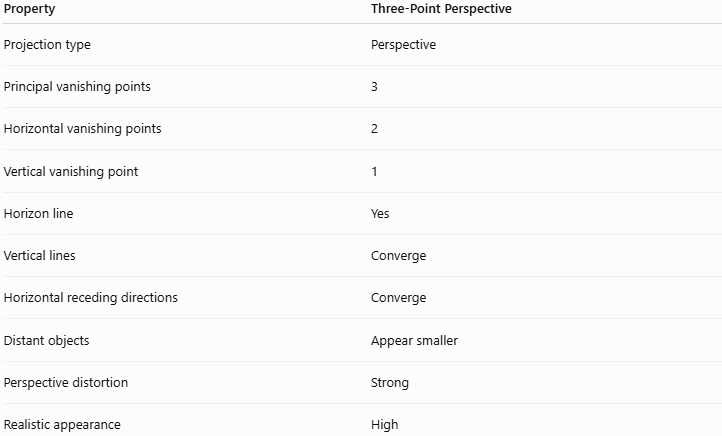 Property Three-Point Perspective
Projection type Perspective
Principal vanishing points 3
Horizontal vanishing points 2
Vertical vanishing point 1
Horizon line Yes
Vertical lines Converge
Horizontal receding directions Converge
Distant objects Appear smaller
Perspective distortion Strong
Realistic appearance High